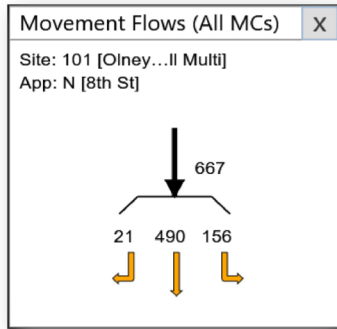 Movement Flows (All MCs) X
Site: 101 [Olney...ll Multi]
App: N [8th St]
667
21 490 156